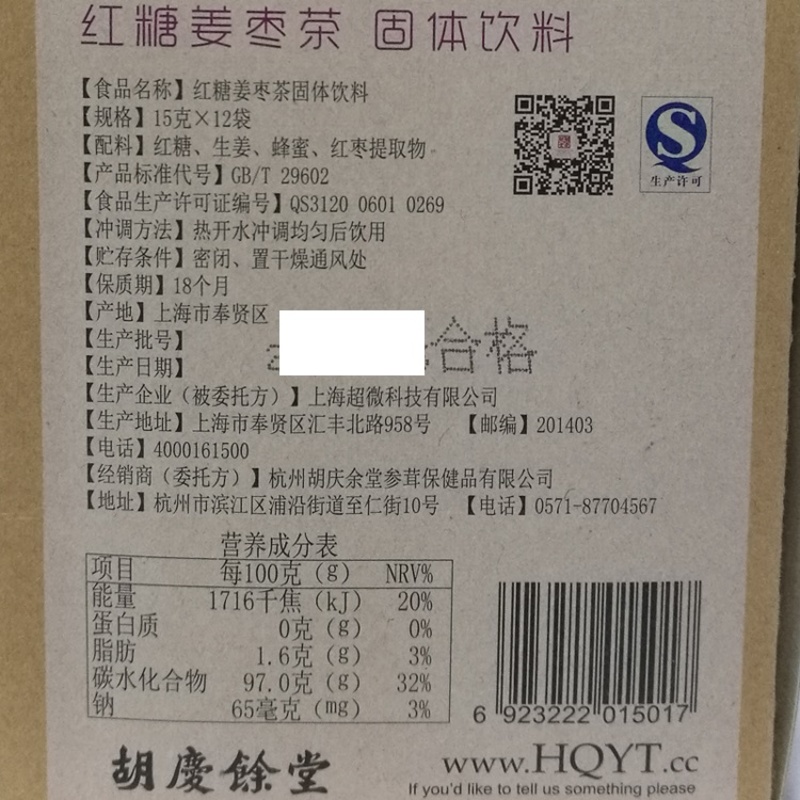 红糖姜枣茶 固体饮料
【食品名称】红糖姜枣茶固体饮料
【规格】15克×12袋
【配料】红糖、生姜、蜂蜜、红枣提取物
【产品标准代号】GB/T 29602
【食品生产许可证编号】QS3120 0601 0269
【冲调方法】热开水冲调均匀后饮用
【贮存条件】密闭、置干燥通风处
【保质期】18个月
【产地】上海市奉贤区
【生产批号】
合格
【生产日期】
【生产企业（被委托方）】上海超微科技有限公司
【生产地址】上海市奉贤区汇丰北路958号 【邮编】201403
【电话】4000161500
【经销商（委托方）】杭州胡庆余堂参茸保健品有限公司
【地址】杭州市滨江区浦沿街道至仁街10号 【电话】0571-87704567
生产许可
营养成分表
项目 每100克（g） NRV%
能量 1716千焦（kJ） 20%
蛋白质 0克（g） 0%
脂肪 1.6克（g） 3%
碳水化合物 97.0克（g） 32%
钠 65毫克（mg） 3%
6 923222 015017
胡慶餘堂
www.HQYT.cc
If you'd like to tell us something please